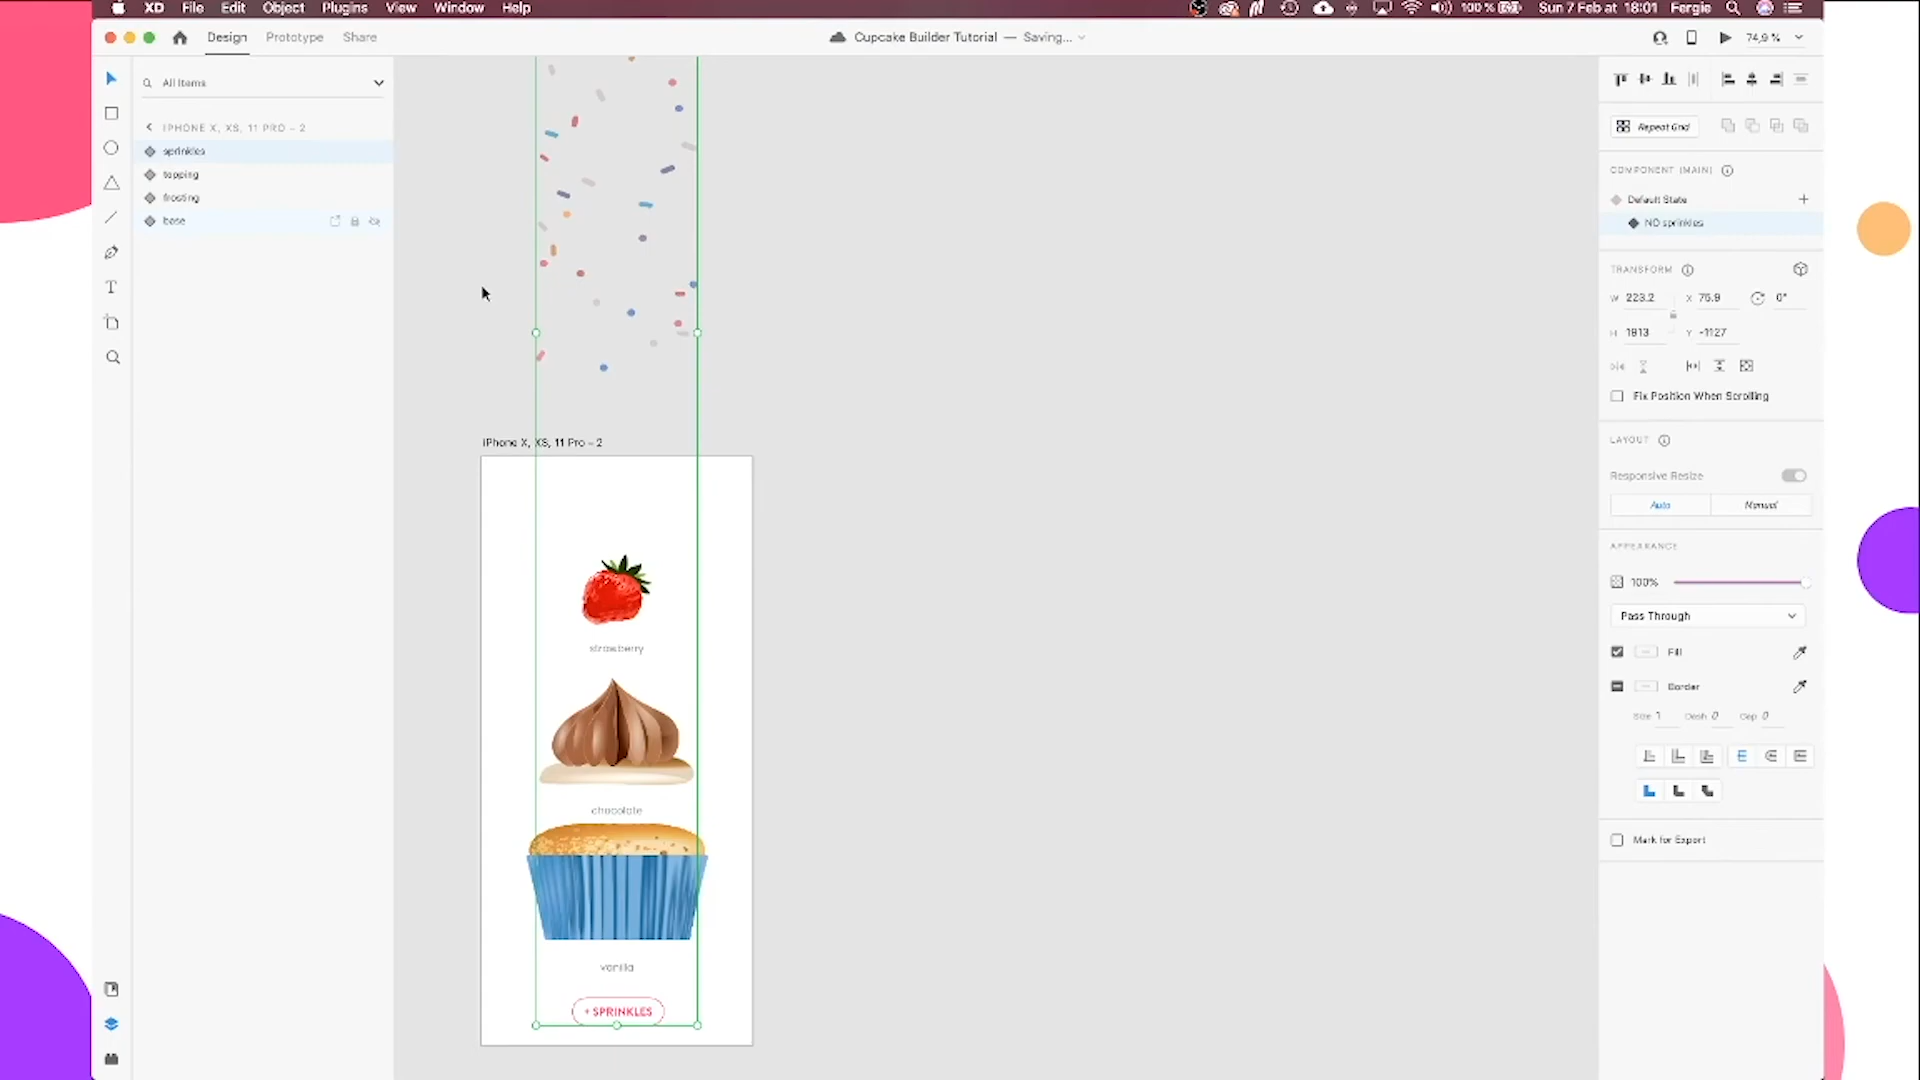 XD File Edit Object Plugins View Window Help 100 % Sun 7 Feb at 18:01 Fergie
Design Prototype Share Cupcake Builder Tutorial — Saving... 74,9 %
All Items
IPHONE X, XS, 11 PRO – 2
sprinkles
topping
frosting
base
iPhone X, XS, 11 Pro – 2
strawberry
chocolate
vanilla
+ SPRINKLES
Repeat Grid
COMPONENT (MAIN)
Default State
NO sprinkles
TRANSFORM
W 223.2 X 75.9 0°
H 1913 Y -1127
Fix Position When Scrolling
LAYOUT
Responsive Resize
Auto Manual
APPEARANCE
100%
Pass Through
Fill
Border
Size 1 Dash 0 Gap 0
Mark for Export